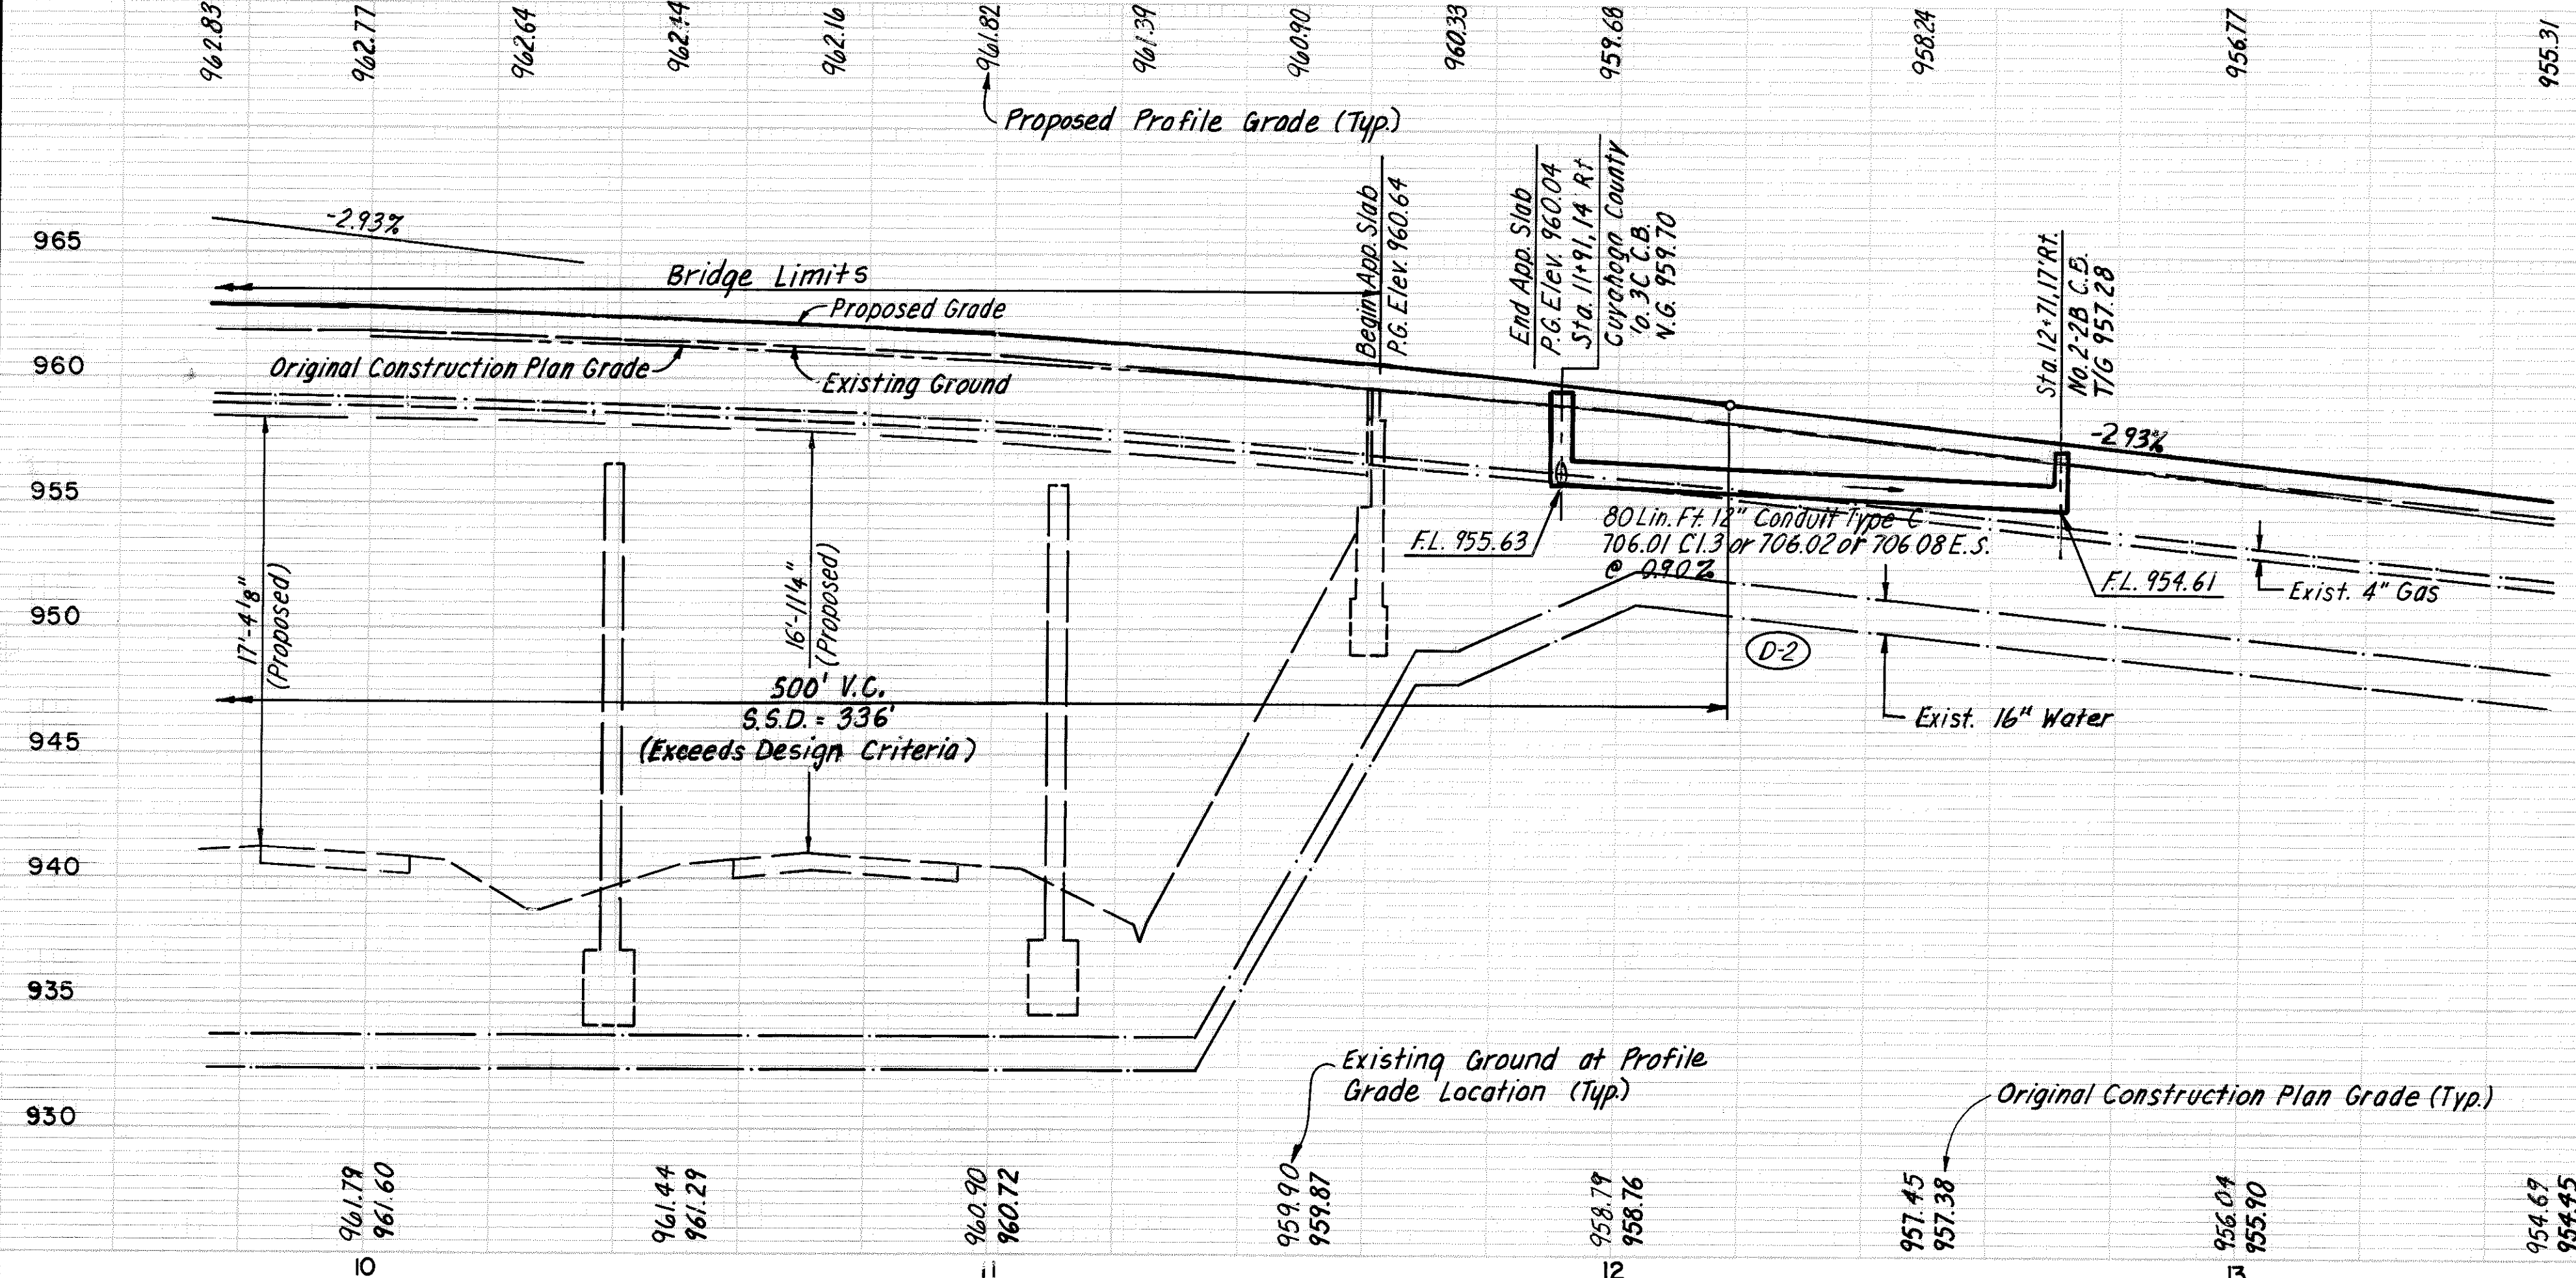 962.83
962.77
962.64
962.44
962.16
961.82
961.39
960.90
960.33
959.68
958.24
956.77
955.31
Proposed Profile Grade (Typ.)
Begin App. Slab
P.G. Elev. 960.64
End App. Slab
P.G. Elev. 960.04
Sta. 11+91, 14' Rt
Cuyahoga County
3C C.B.
N.G. 959.70
Sta. 12+71, 17' Rt.
No. 2-2B C.B.
T/G 957.28
-2.93%
965
Bridge Limits
Proposed Grade
960
Original Construction Plan Grade
Existing Ground
-2.93%
955
F.L. 955.63
80 Lin. Ft. 12" Conduit Type C
706.01 Cl.3 or 706.02 or 706.08 E.S.
@ 0.90%
F.L. 954.61
Exist. 4" Gas
950
17'-4⅛"
(Proposed)
16'-11¼"
(Proposed)
D-2
500' V.C.
S.S.D. = 336'
(Exceeds Design Criteria)
Exist. 16" Water
945
940
935
930
Existing Ground at Profile
Grade Location (Typ.)
Original Construction Plan Grade (Typ.)
961.79
961.60
961.44
961.29
960.90
960.72
959.90
959.87
958.79
958.76
957.45
957.38
956.04
955.90
954.69
954.45
10
11
12
13